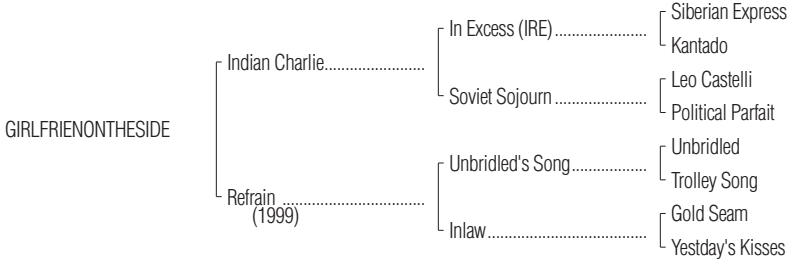 Siberian Express
In Excess (IRE)
Kantado
Indian Charlie
Leo Castelli
Soviet Sojourn
Political Parfait
GIRLFRIENONTHESIDE
Unbridled
Unbridled's Song
Trolley Song
Refrain
(1999)
Gold Seam
Inlaw
Yestday's Kisses